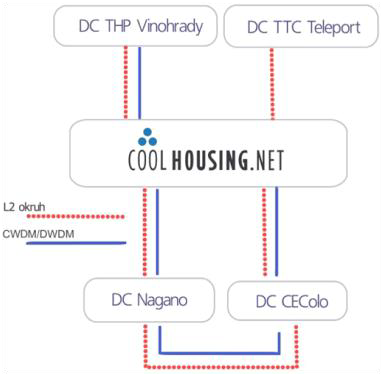 DC THP Vinohrady
DC TTC Teleport
COOLHOUSING.NET
L2 okruh
CWDM/DWDM
DC Nagano
DC CEColo